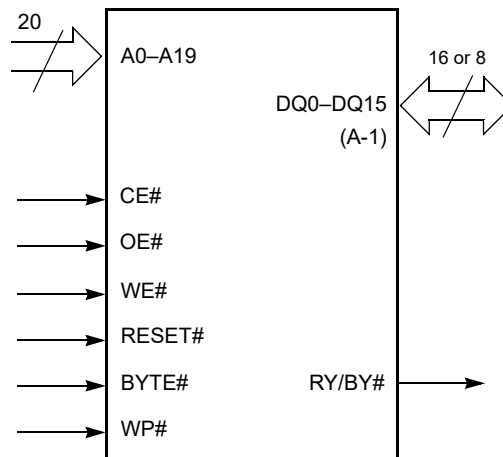 20
A0–A19
16 or 8
DQ0–DQ15
(A-1)
CE#
OE#
WE#
RESET#
BYTE#
RY/BY#
WP#